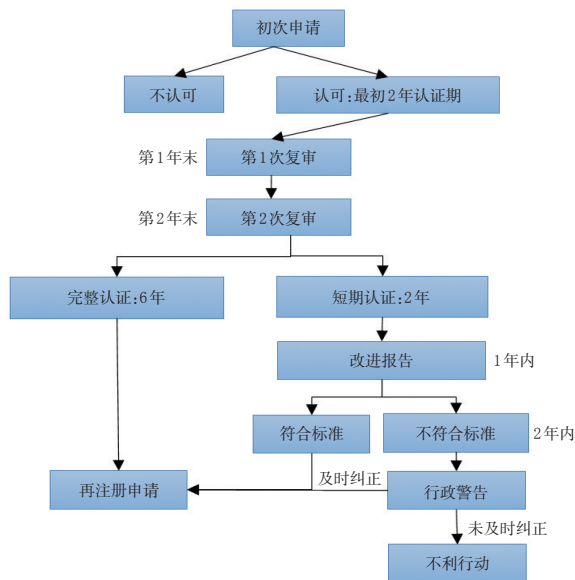 初次申请
不认可
认可:最初2年认证期
第1年末
第1次复审
第2年末
第2次复审
完整认证:6年
短期认证:2年
改进报告
1年内
符合标准
不符合标准
2年内
及时纠正
再注册申请
行政警告
未及时纠正
不利行动